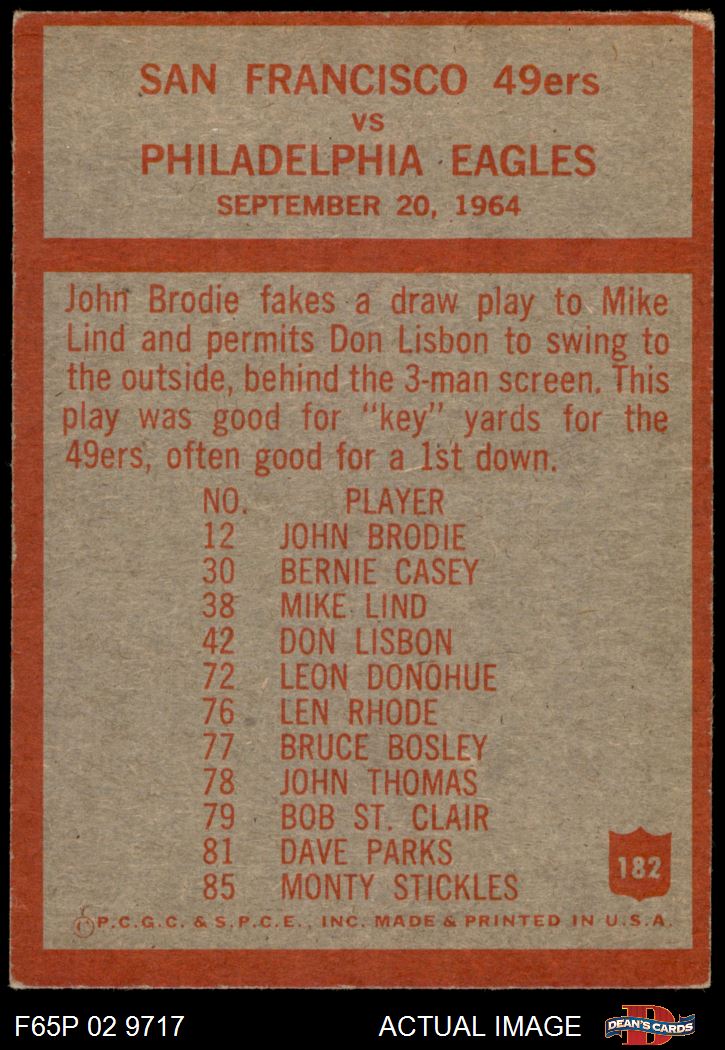 SAN FRANCISCO 49ers
VS
PHILADELPHIA EAGLES
SEPTEMBER 20, 1964
John Brodie fakes a draw play to Mike
Lind and permits Don Lisbon to swing to
the outside, behind the 3-man screen. This
play was good for "key" yards for the
49ers, often good for a 1st down.
NO. PLAYER
12 JOHN BRODIE
30 BERNIE CASEY
38 MIKE LIND
42 DON LISBON
72 LEON DONOHUE
76 LEN RHODE
77 BRUCE BOSLEY
78 JOHN THOMAS
79 BOB ST. CLAIR
81 DAVE PARKS
85 MONTY STICKLES
182
© P.C.G.C. & S.P.C.E., INC. MADE & PRINTED IN U.S.A.
F65P 02 9717 ACTUAL IMAGE D DEAN'S CARDS